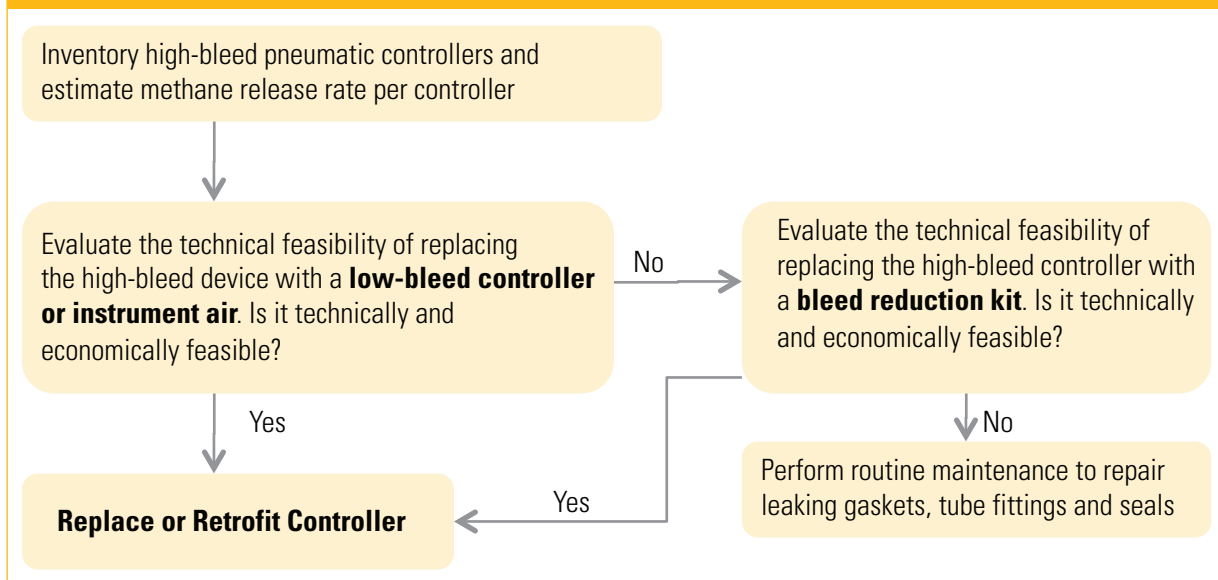 Inventory high-bleed pneumatic controllers and
estimate methane release rate per controller
Evaluate the technical feasibility of replacing
the high-bleed device with a low-bleed controller
or instrument air. Is it technically and
economically feasible?
No
Evaluate the technical feasibility of
replacing the high-bleed controller with
a bleed reduction kit. Is it technically
and economically feasible?
Yes
No
Replace or Retrofit Controller
Yes
Perform routine maintenance to repair
leaking gaskets, tube fittings and seals